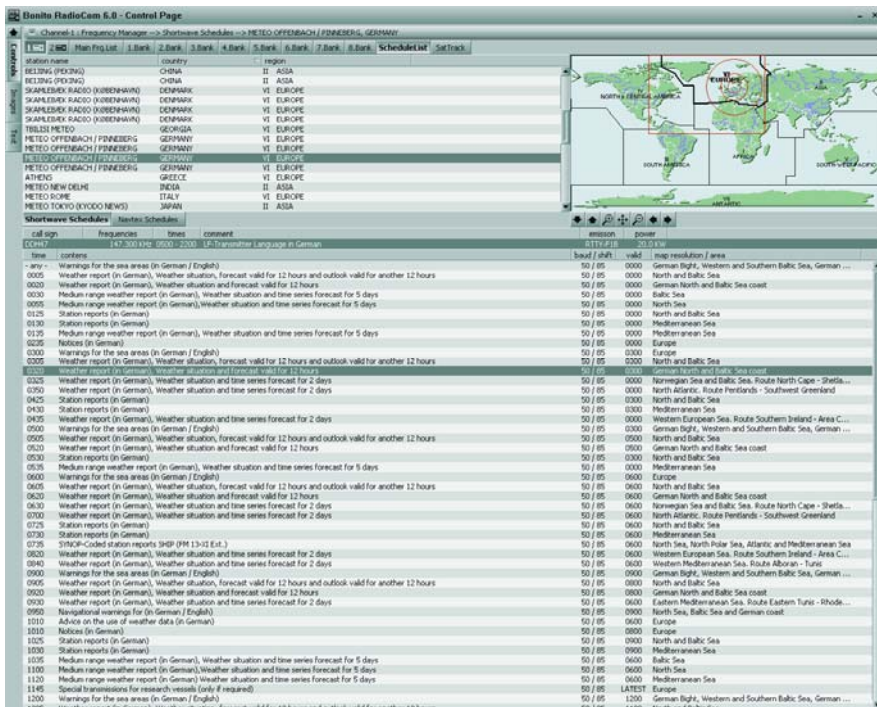 Bonito RadioCom 6.0 - Control Page
Channel-1 : Frequency Manager --> Shortwave Schedules --> METEO OFFENBACH / PINNEBERG, GERMANY
1 2 Main Frq.List 1.Bank 2.Bank 3.Bank 4.Bank 5.Bank 6.Bank 7.Bank 8.Bank ScheduleList SatTrack
Controls
Images
Text
station name country region
BEIJING (PEKING) CHINA II ASIA
BEIJING (PEKING) CHINA II ASIA
SKAMLEBÆK RADIO (KØBENHAVN) DENMARK VI EUROPE
SKAMLEBÆK RADIO (KØBENHAVN) DENMARK VI EUROPE
SKAMLEBÆK RADIO (KØBENHAVN) DENMARK VI EUROPE
SKAMLEBÆK RADIO (KØBENHAVN) DENMARK VI EUROPE
TBILISI METEO GEORGIA VI EUROPE
METEO OFFENBACH / PINNEBERG GERMANY VI EUROPE
METEO OFFENBACH / PINNEBERG GERMANY VI EUROPE
METEO OFFENBACH / PINNEBERG GERMANY VI EUROPE
METEO OFFENBACH / PINNEBERG GERMANY VI EUROPE
ATHENS GREECE VI EUROPE
METEO NEW DELHI INDIA II ASIA
METEO ROME ITALY VI EUROPE
METEO TOKYO (KYODO NEWS) JAPAN II ASIA
VI
EUROPE
NORTH & CENTRAL AMERICA
ASIA
SOUTH AMERICA
AFRICA
SOUTH-WEST PACIFIC
ANTARCTIC
Shortwave Schedules Navtex Schedules
call sign frequencies times comment emisson power
DDH47 147.300 KHz 0500 - 2200 LF-Transmitter Language in German RTTY-F1B 20.0 KW
time contens baud / shift valid map resolution / area
- any - Warnings for the sea areas (in German / English) 50 / 85 0000 German Bight, Western and Southern Baltic Sea, German ...
0005 Weather report (in German), Weather situation, forecast valid for 12 hours and outlook valid for another 12 hours 50 / 85 0000 North and Baltic Sea
0020 Weather report (in German), Weather situation and forecast valid for 12 hours 50 / 85 0000 German North and Baltic Sea coast
0030 Medium range weather report (in German), Weather situation and time series forecast for 5 days 50 / 85 0000 Baltic Sea
0055 Medium range weather report (in German), Weather situation and time series forecast for 5 days 50 / 85 0000 North Sea
0125 Station reports (in German) 50 / 85 0000 North and Baltic Sea
0130 Station reports (in German) 50 / 85 0000 Mediterranean Sea
0135 Medium range weather report (in German), Weather situation and time series forecast for 5 days 50 / 85 0000 Mediterranean Sea
0235 Notices (in German) 50 / 85 0000 Europe
0300 Warnings for the sea areas (in German / English) 50 / 85 0300 Europe
0305 Weather report (in German), Weather situation, forecast valid for 12 hours and outlook valid for another 12 hours 50 / 85 0300 North and Baltic Sea
0320 Weather report (in German), Weather situation and forecast valid for 12 hours 50 / 85 0300 German North and Baltic Sea coast
0325 Weather report (in German), Weather situation and time series forecast for 2 days 50 / 85 0000 Norwegian Sea and Baltic Sea. Route North Cape - Shetla...
0350 Weather report (in German), Weather situation and time series forecast for 2 days 50 / 85 0000 North Atlantic. Route Pentlands - Southwest Greenland
0425 Station reports (in German) 50 / 85 0300 North and Baltic Sea
0430 Station reports (in German) 50 / 85 0300 Mediterranean Sea
0435 Weather report (in German), Weather situation and time series forecast for 2 days 50 / 85 0000 Western European Sea. Route Southern Ireland - Area C...
0500 Warnings for the sea areas (in German / English) 50 / 85 0300 German Bight, Western and Southern Baltic Sea, German ...
0505 Weather report (in German), Weather situation, forecast valid for 12 hours and outlook valid for another 12 hours 50 / 85 0500 North and Baltic Sea
0520 Weather report (in German), Weather situation and forecast valid for 12 hours 50 / 85 0500 German North and Baltic Sea coast
0530 Station reports (in German) 50 / 85 0300 North and Baltic Sea
0535 Medium range weather report (in German), Weather situation and time series forecast for 5 days 50 / 85 0000 Mediterranean Sea
0600 Warnings for the sea areas (in German / English) 50 / 85 0600 Europe
0605 Weather report (in German), Weather situation, forecast valid for 12 hours and outlook valid for another 12 hours 50 / 85 0600 North and Baltic Sea
0620 Weather report (in German), Weather situation and forecast valid for 12 hours 50 / 85 0600 German North and Baltic Sea coast
0630 Weather report (in German), Weather situation and time series forecast for 2 days 50 / 85 0600 Norwegian Sea and Baltic Sea. Route North Cape - Shetla...
0700 Weather report (in German), Weather situation and time series forecast for 2 days 50 / 85 0600 North Atlantic. Route Pentlands - Southwest Greenland
0725 Station reports (in German) 50 / 85 0600 North and Baltic Sea
0730 Station reports (in German) 50 / 85 0600 Mediterranean Sea
0735 SYNOP-Coded station reports SHIP (FM 13-XI Ext.) 50 / 85 0600 North Sea, North Polar Sea, Atlantic and Mediterranean Sea
0820 Weather report (in German), Weather situation and time series forecast for 2 days 50 / 85 0600 Western European Sea. Route Southern Ireland - Area C...
0840 Weather report (in German), Weather situation and time series forecast for 2 days 50 / 85 0600 Western Mediterranean Sea. Route Alboran - Tunis
0900 Warnings for the sea areas (in German / English) 50 / 85 0900 German Bight, Western and Southern Baltic Sea, German ...
0905 Weather report (in German), Weather situation, forecast valid for 12 hours and outlook valid for another 12 hours 50 / 85 0800 North and Baltic Sea
0920 Weather report (in German), Weather situation and forecast valid for 12 hours 50 / 85 0800 German North and Baltic Sea coast
0930 Weather report (in German), Weather situation and time series forecast for 2 days 50 / 85 0600 Eastern Mediterranean Sea. Route Eastern Tunis - Rhode...
0950 Navigational warnings for (in German / English) 50 / 85 0900 North Sea, Baltic Sea and German coast
1010 Advice on the use of weather data (in German) 50 / 85 0600 Europe
1010 Notices (in German) 50 / 85 0800 Europe
1025 Station reports (in German) 50 / 85 0900 North and Baltic Sea
1030 Station reports (in German) 50 / 85 0900 Mediterranean Sea
1035 Medium range weather report (in German), Weather situation and time series forecast for 5 days 50 / 85 0600 Baltic Sea
1100 Medium range weather report (in German),Weather situation and time series forecast for 5 days 50 / 85 0600 North Sea
1120 Medium range weather report (in German), Weather situation and time series forecast for 5 days 50 / 85 0600 Mediterranean Sea
1145 Special transmissions for research vessels (only if required) 50 / 85 LATEST Europe
1200 Warnings for the sea areas (in German / English) 50 / 85 1200 German Bight, Western and Southern Baltic Sea, German ...